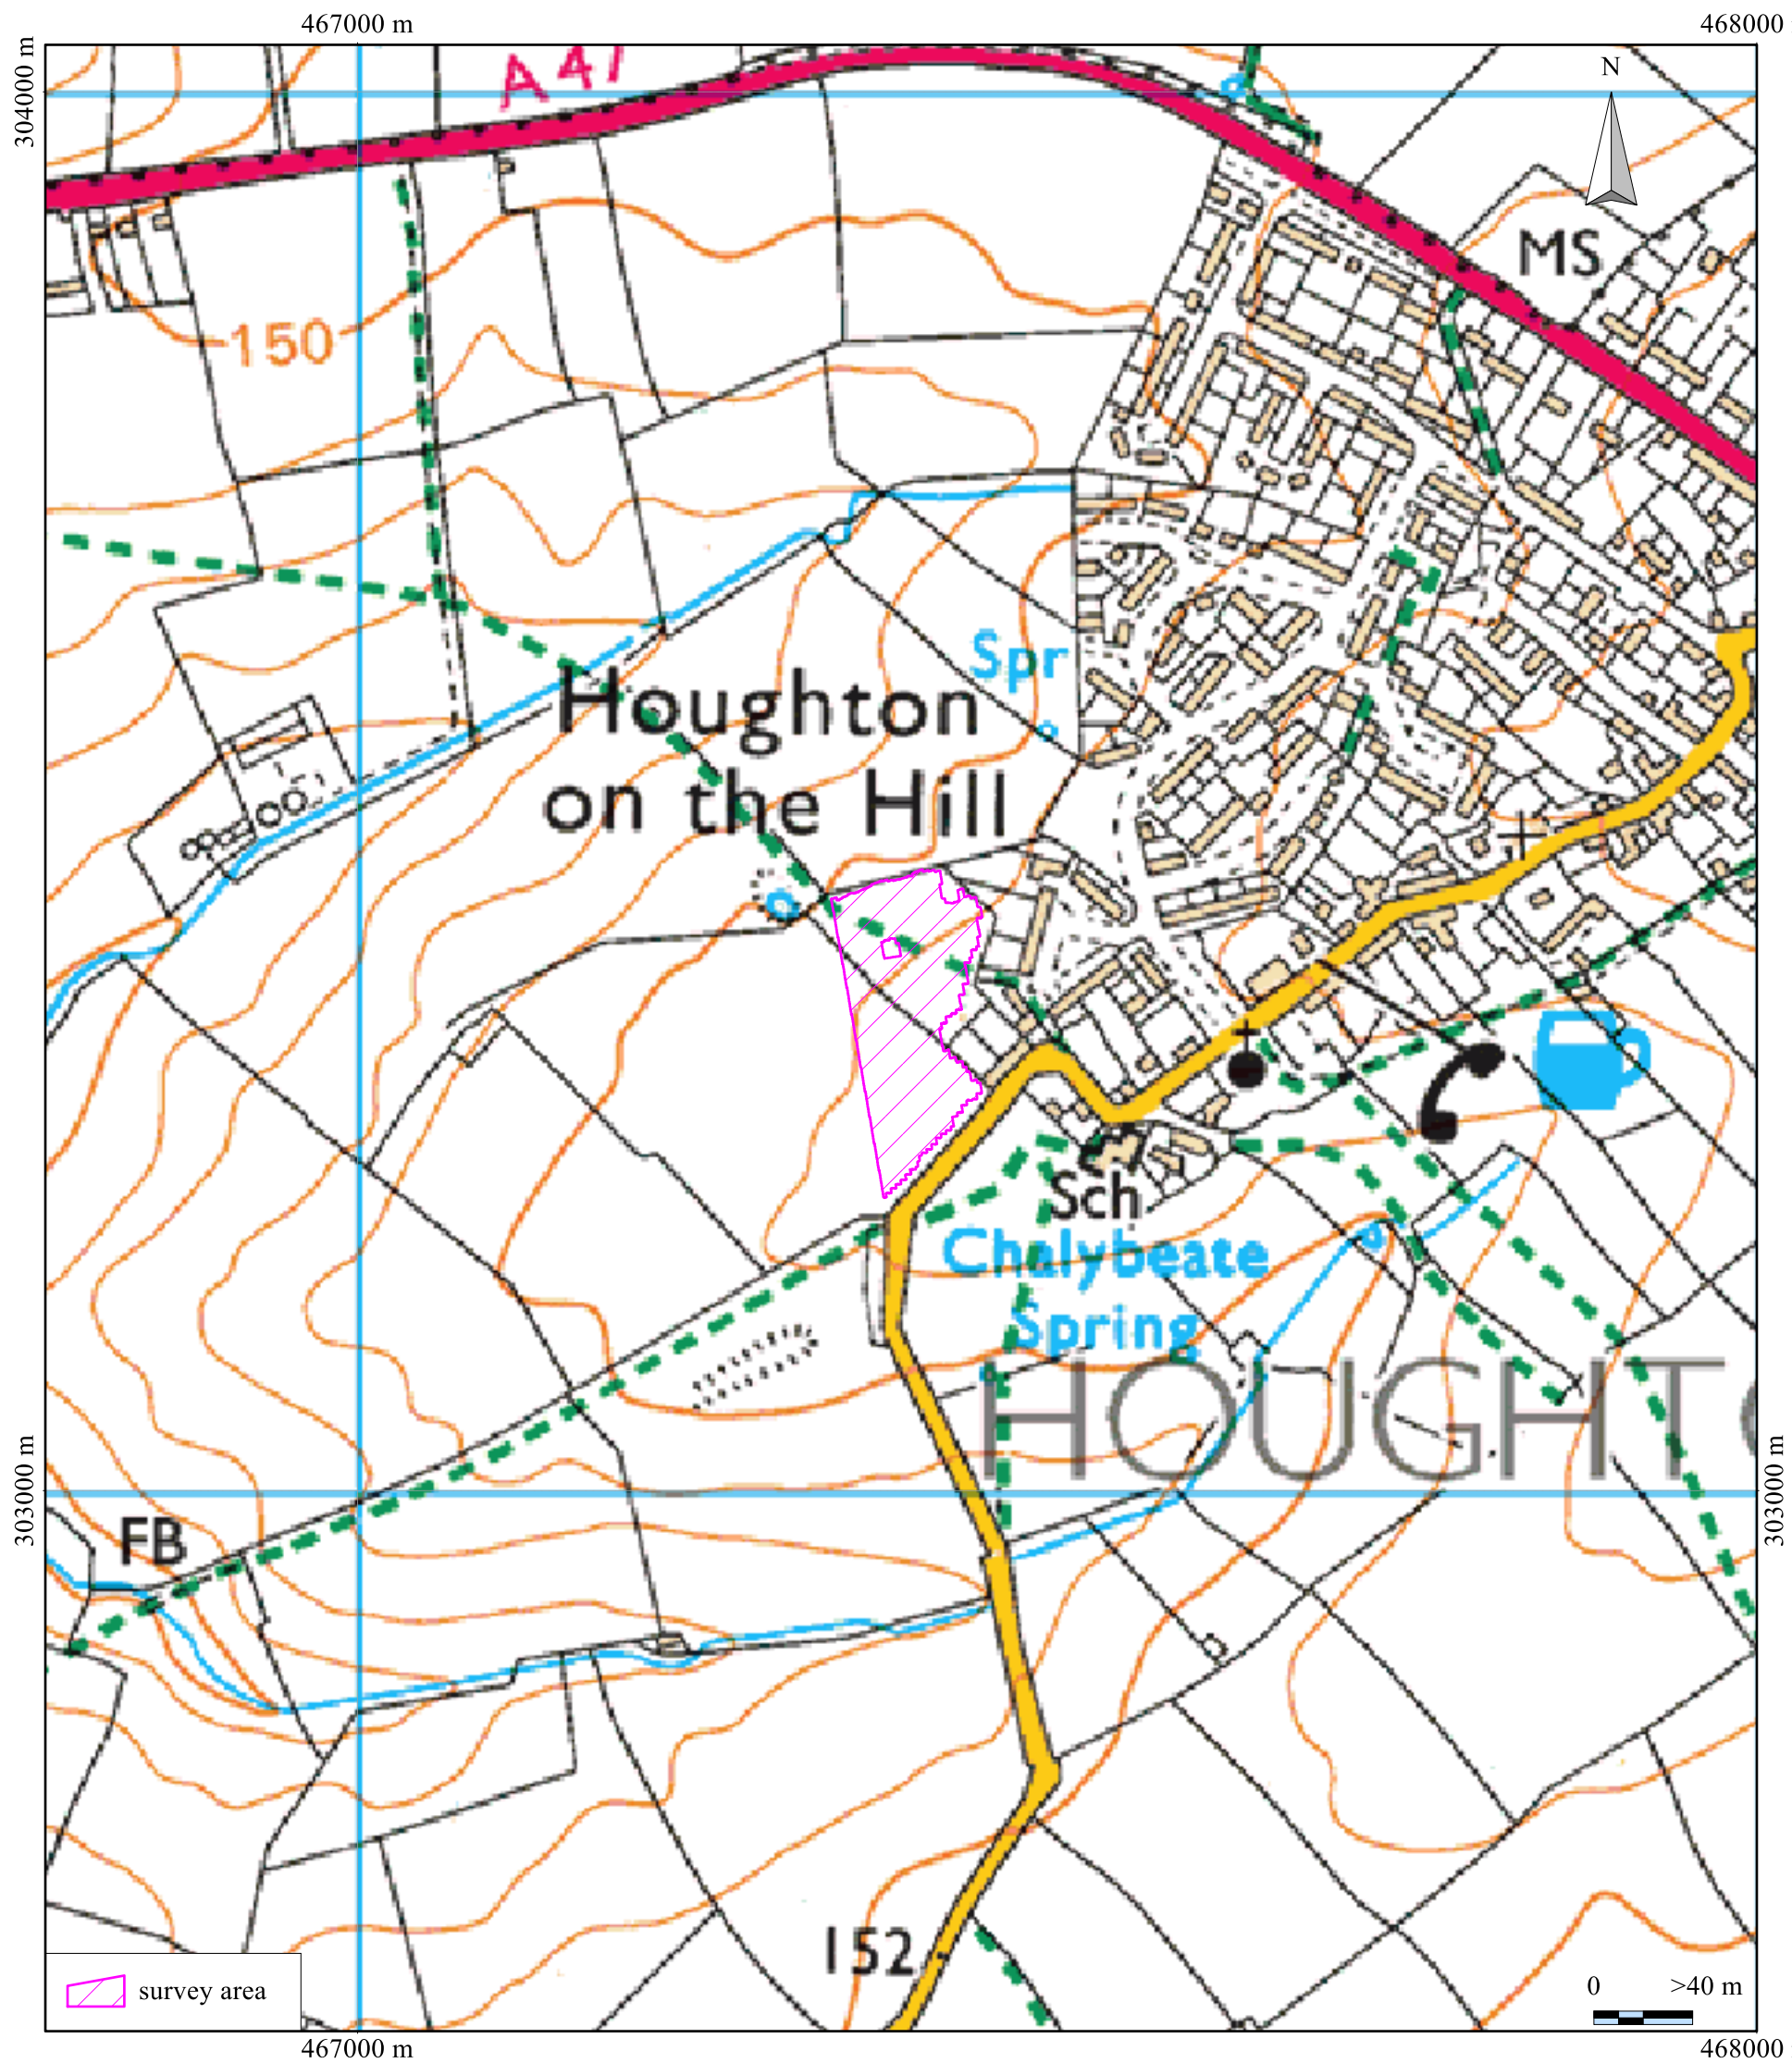 467000 m
468000
304000 m
A 47
N
MS
150
Spr
Houghton
on the Hill
Sch
Chalybeate
Spring
HOUGHT
303000 m
303000 m
FB
152
survey area
0 >40 m
467000 m
468000